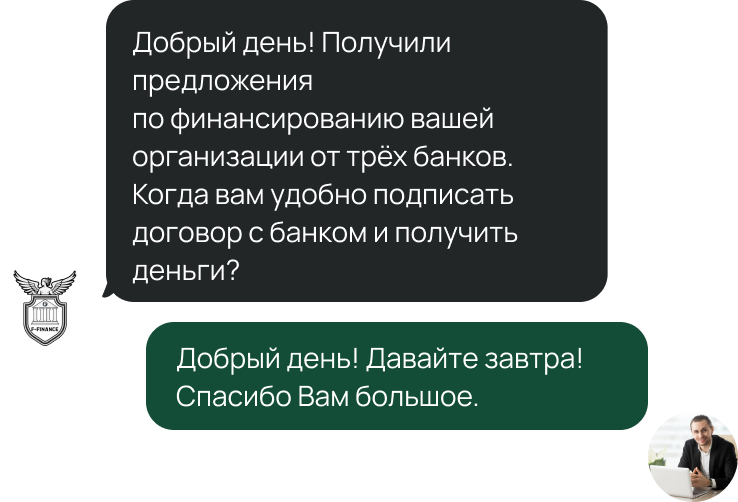 Добрый день! Получили
предложения
по финансированию вашей
организации от трёх банков.
Когда вам удобно подписать
договор с банком и получить
деньги?
F-FINANCE
Добрый день! Давайте завтра!
Спасибо Вам большое.